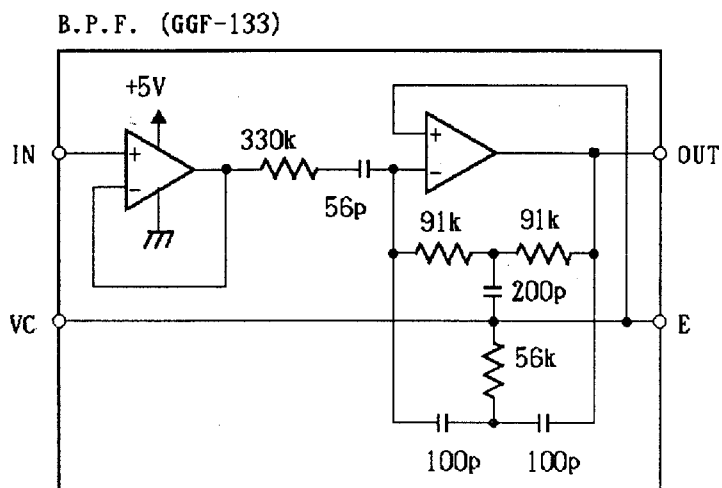 B.P.F. (GGF-133)
+5V
IN
+
−
330k
56p
+
−
OUT
91k
91k
200p
VC
E
56k
100p
100p